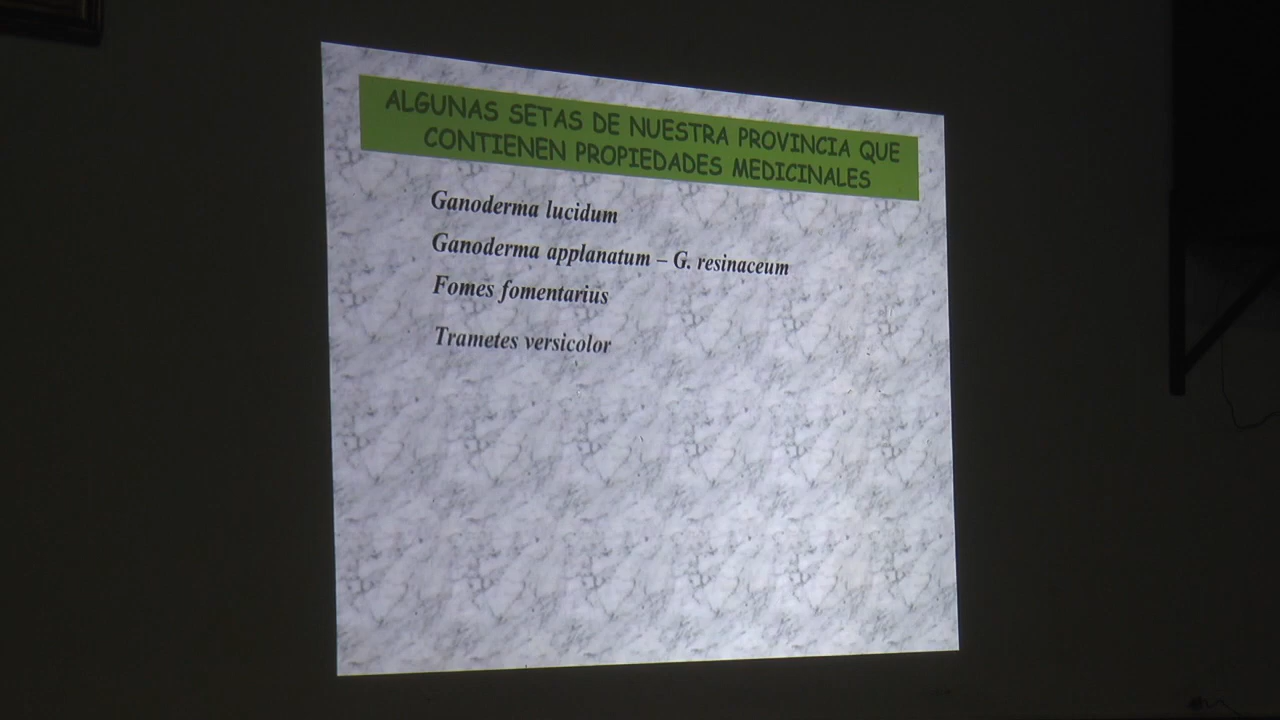 ALGUNAS SETAS DE NUESTRA PROVINCIA QUE
CONTIENEN PROPIEDADES MEDICINALES
Ganoderma lucidum
Ganoderma applanatum – G. resinaceum
Fomes fomentarius
Trametes versicolor